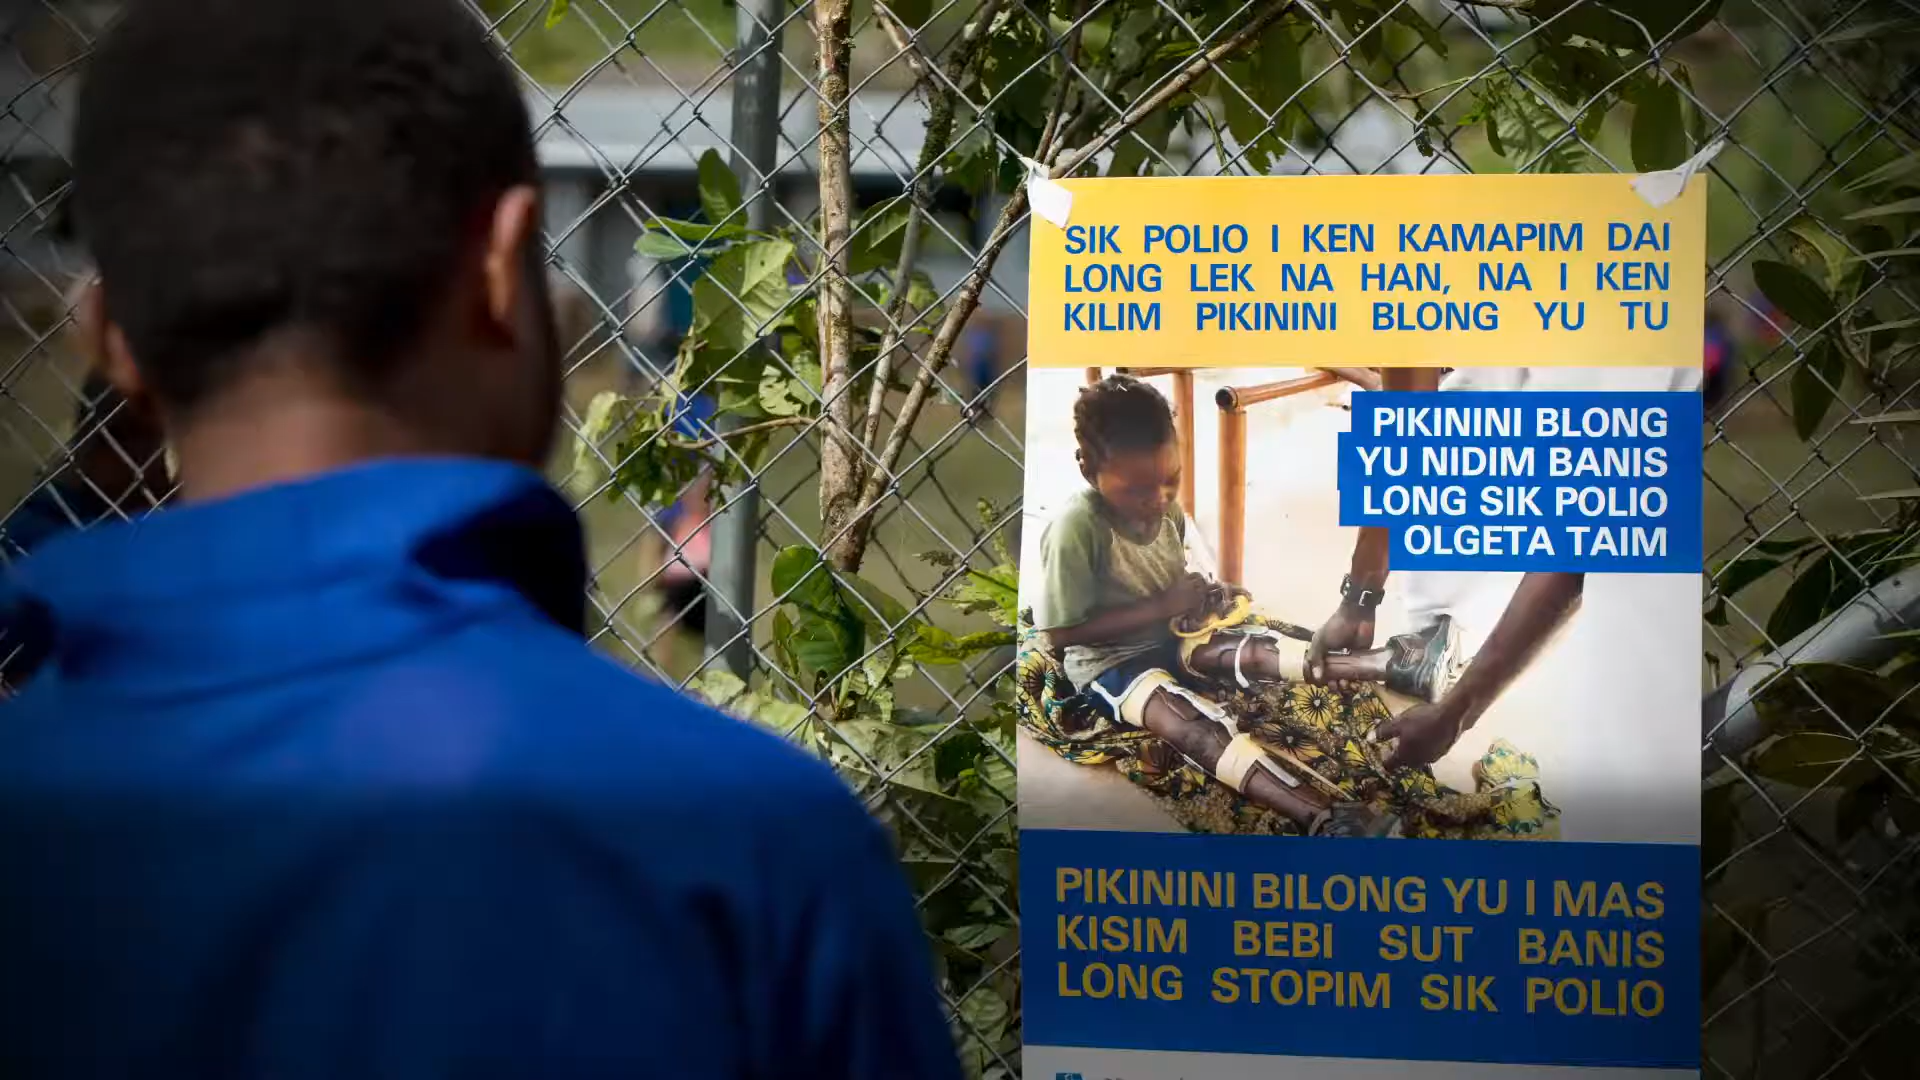 SIK POLIO I KEN KAMAPIM DAI
LONG LEK NA HAN, NA I KEN
KILIM PIKININI BLONG YU TU
PIKININI BLONG
YU NIDIM BANIS
LONG SIK POLIO
OLGETA TAIM
PIKININI BILONG YU I MAS
KISIM BEBI SUT BANIS
LONG STOPIM SIK POLIO